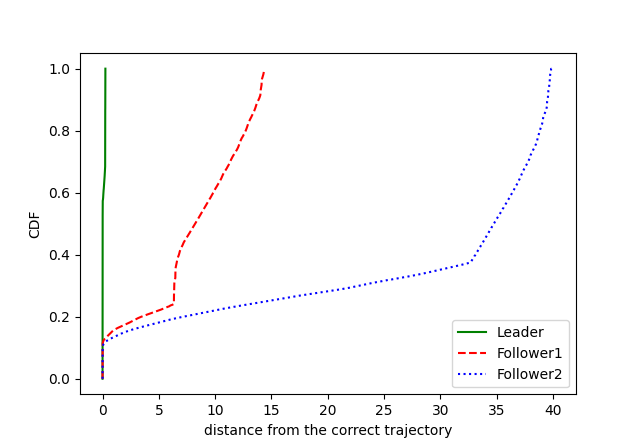 1.0
0.8
0.6
0.4
0.2
0.0
CDF
0 5 10 15 20 25 30 35 40
distance from the correct trajectory
Leader
Follower1
Follower2